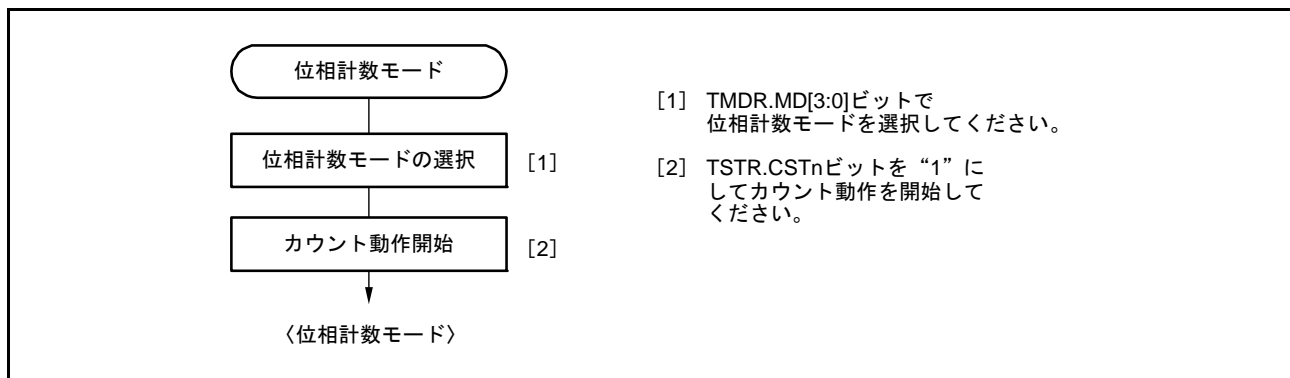 位相計数モード
位相計数モードの選択 [1]
カウント動作開始 [2]
〈位相計数モード〉
[1] TMDR.MD[3:0]ビットで
位相計数モードを選択してください。
[2] TSTR.CSTnビットを“1”に
してカウント動作を開始して
ください。